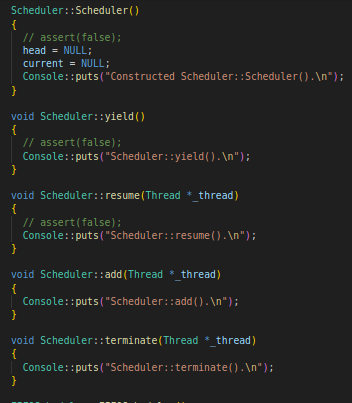 Scheduler::Scheduler()
{
// assert(false);
head = NULL;
current = NULL;
Console::puts("Constructed Scheduler::Scheduler().\n");
}
void Scheduler::yield()
{
// assert(false);
Console::puts("Scheduler::yield().\n");
}
void Scheduler::resume(Thread *_thread)
{
// assert(false);
Console::puts("Scheduler::resume().\n");
}
void Scheduler::add(Thread *_thread)
{
Console::puts("Scheduler::add().\n");
}
void Scheduler::terminate(Thread *_thread)
{
Console::puts("Scheduler::terminate().\n");
}